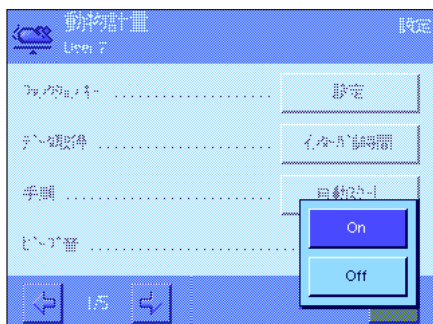 動物計量 設定
User 7
ファンクションキー .................... 設定
データ取得 .................... インターバル時間
手順 .................... 自動スタート
ビープ音 ....................
On
Off
1/5